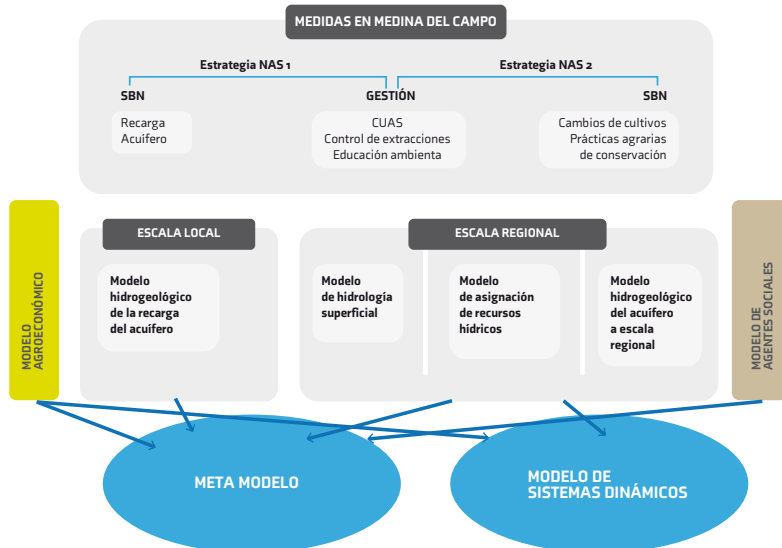 MEDIDAS EN MEDINA DEL CAMPO
Estrategia NAS 1
Estrategia NAS 2
SBN
GESTIÓN
SBN
Recarga
Acuífero
CUAS
Control de extracciones
Educación ambienta
Cambios de cultivos
Prácticas agrarias
de conservación
MODELO
AGROECONÓMICO
ESCALA LOCAL
Modelo
hidrogeológico
de la recarga
del acuífero
ESCALA REGIONAL
Modelo
de hidrología
superficial
Modelo
de asignación
de recursos
hídricos
Modelo
hidrogeológico
del acuífero
a escala
regional
MODELO DE
AGENTES SOCIALES
META MODELO
MODELO DE
SISTEMAS DINÁMICOS